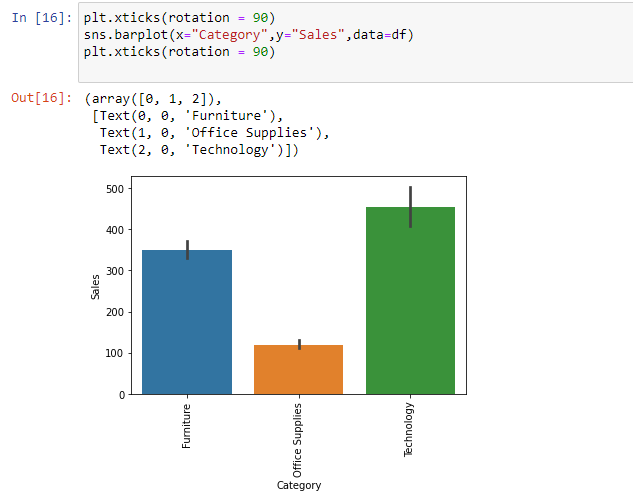 In [16]: plt.xticks(rotation = 90)
sns.barplot(x="Category",y="Sales",data=df)
plt.xticks(rotation = 90)
Out[16]: (array([0, 1, 2]),
[Text(0, 0, 'Furniture'),
Text(1, 0, 'Office Supplies'),
Text(2, 0, 'Technology')])
500
400
300
200
100
0
Sales
Furniture
Office Supplies
Technology
Category